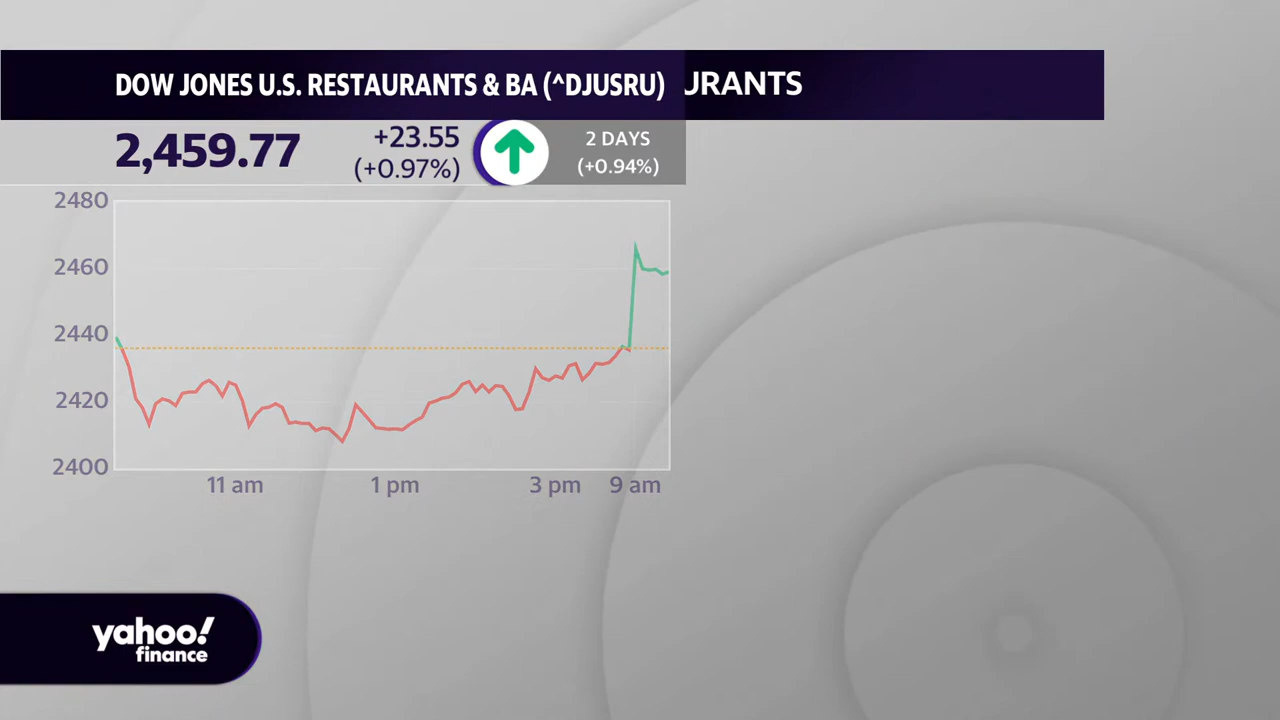 DOW JONES U.S. RESTAURANTS & BA (^DJUSRU)
2,459.77
+23.55
(+0.97%)
2 DAYS
(+0.94%)
2480
2460
2440
2420
2400
11 am 1 pm 3 pm 9 am
yahoo!
finance